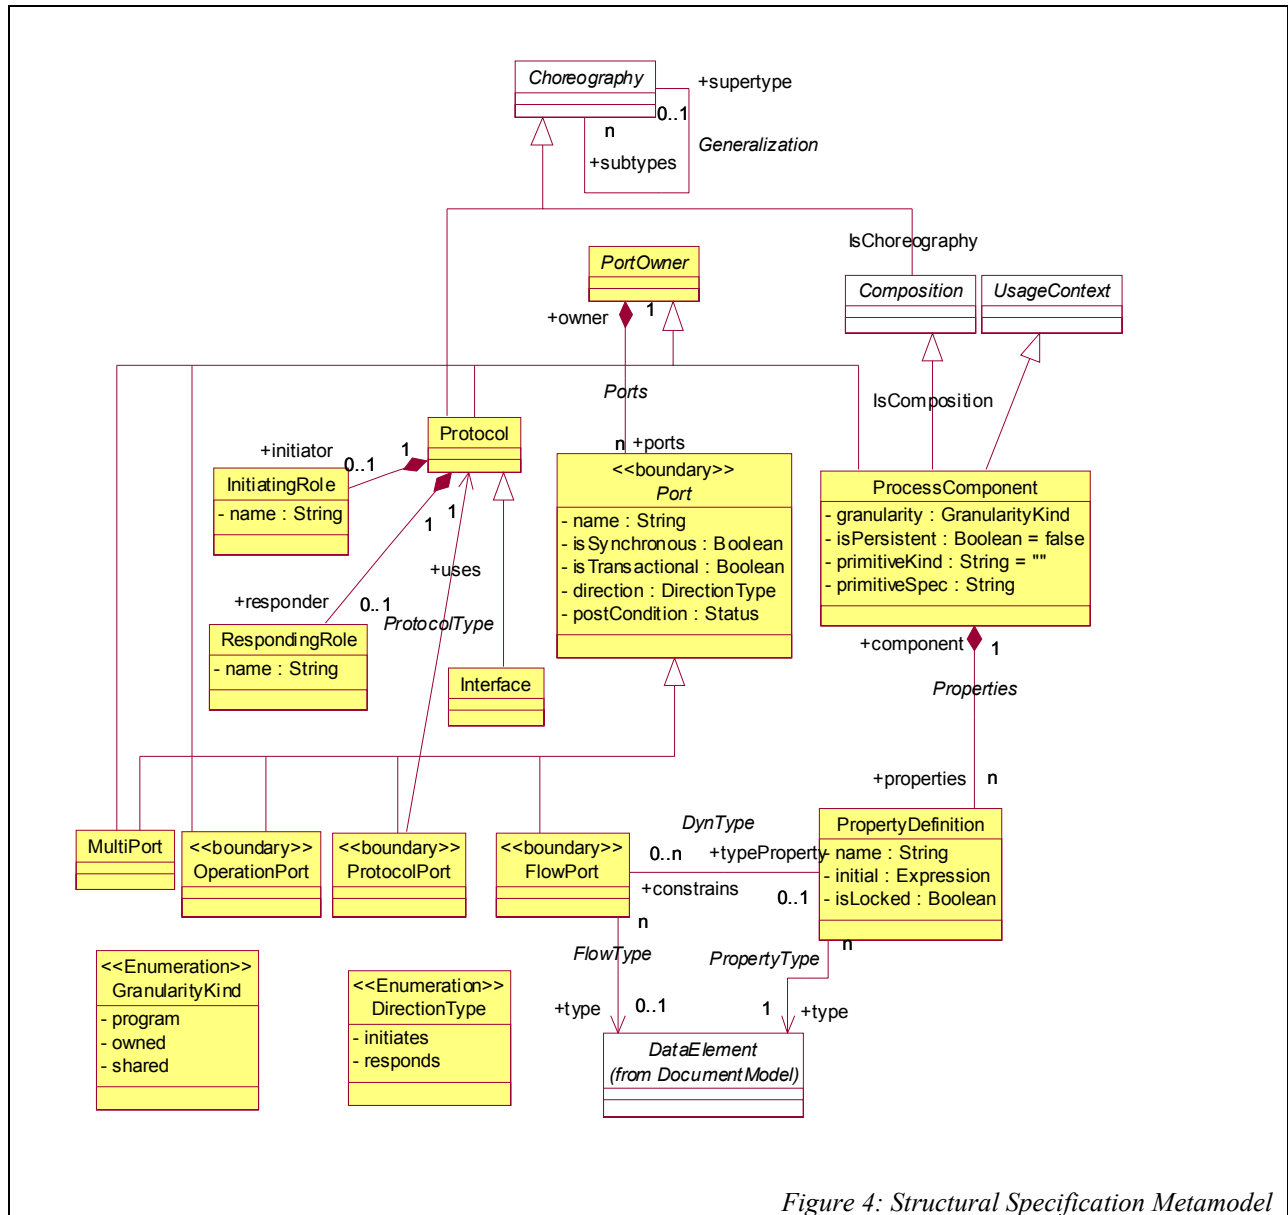 Choreography
+supertype
0..1
n
Generalization
+subtypes
IsChoreography
PortOwner
Composition
UsageContext
+owner
1
IsComposition
Ports
n
+ports
Protocol
+initiator
1
0..1
InitiatingRole
- name : String
<<boundary>>
Port
- name : String
- isSynchronous : Boolean
- isTransactional : Boolean
- direction : DirectionType
- postCondition : Status
ProcessComponent
- granularity : GranularityKind
- isPersistent : Boolean = false
- primitiveKind : String = ""
- primitiveSpec : String
1
1
+uses
+responder
0..1
ProtocolType
RespondingRole
- name : String
Interface
+component
1
Properties
+properties
n
MultiPort
<<boundary>>
OperationPort
<<boundary>>
ProtocolPort
<<boundary>>
FlowPort
DynType
0..n
+typeProperty
+constrains
0..1
PropertyDefinition
- name : String
- initial : Expression
- isLocked : Boolean
n
n
FlowType
PropertyType
<<Enumeration>>
GranularityKind
- program
- owned
- shared
<<Enumeration>>
DirectionType
- initiates
- responds
+type
0..1
1
+type
DataElement
(from DocumentModel)
Figure 4: Structural Specification Metamodel